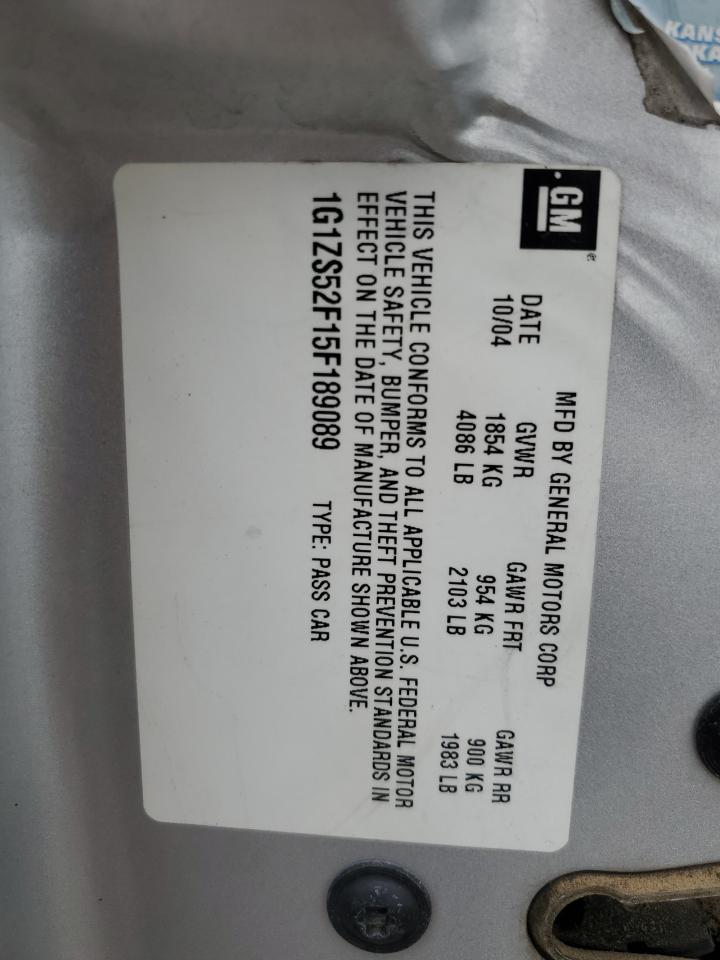 KANS
KA
GM
MFD BY GENERAL MOTORS CORP
DATE GVWR GAWR FRT GAWR RR
10/04 1854 KG 954 KG 900 KG
4086 LB 2103 LB 1983 LB
THIS VEHICLE CONFORMS TO ALL APPLICABLE U.S. FEDERAL MOTOR
VEHICLE SAFETY, BUMPER, AND THEFT PREVENTION STANDARDS IN
EFFECT ON THE DATE OF MANUFACTURE SHOWN ABOVE.
1G1ZS52F15F189089 TYPE: PASS CAR